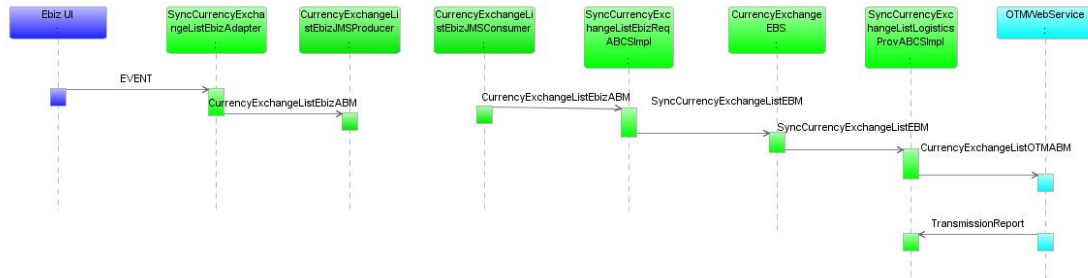 Ebiz UI
:
SyncCurrencyExcha
ngeListEbizAdapter
:
CurrencyExchangeLi
stEbizJMSProducer
:
CurrencyExchangeLi
stEbizJMSConsumer
:
SyncCurrencyExc
hangeListEbizReq
ABCSImpl
:
CurrencyExchange
EBS
:
SyncCurrencyExc
hangeListLogistics
ProvABCSImpl
:
OTMWebService
:
EVENT
CurrencyExchangeListEbizABM
CurrencyExchangeListEbizABM
SyncCurrencyExchangeListEBM
SyncCurrencyExchangeListEBM
CurrencyExchangeListOTMABM
TransmissionReport